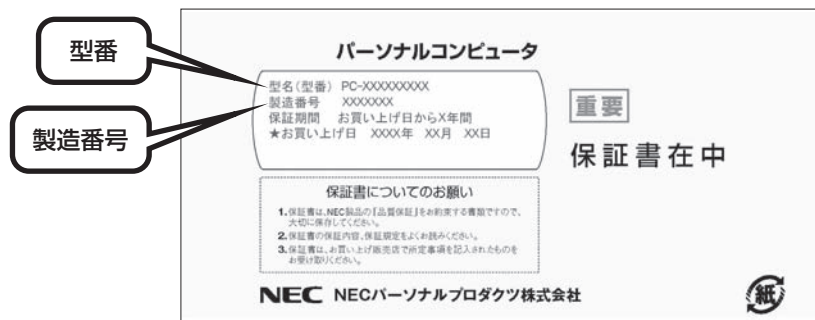 型番
製造番号
パーソナルコンピュータ
型名(型番) PC-XXXXXXXXX
製造番号 XXXXXXX
保証期間 お買い上げ日からX年間
★お買い上げ日 XXXX年 XX月 XX日
重要
保証書在中
保証書についてのお願い
1.保証書は、NEC製品の『品質保証』をお約束する書類ですので、
大切に保存してください。
2.保証書の保証内容、保証規定をよくお読みください。
3.保証書は、お買い上げ販売店で所定事項を記入されたものを
お受け取りください。
NEC NECパーソナルプロダクツ株式会社
紙